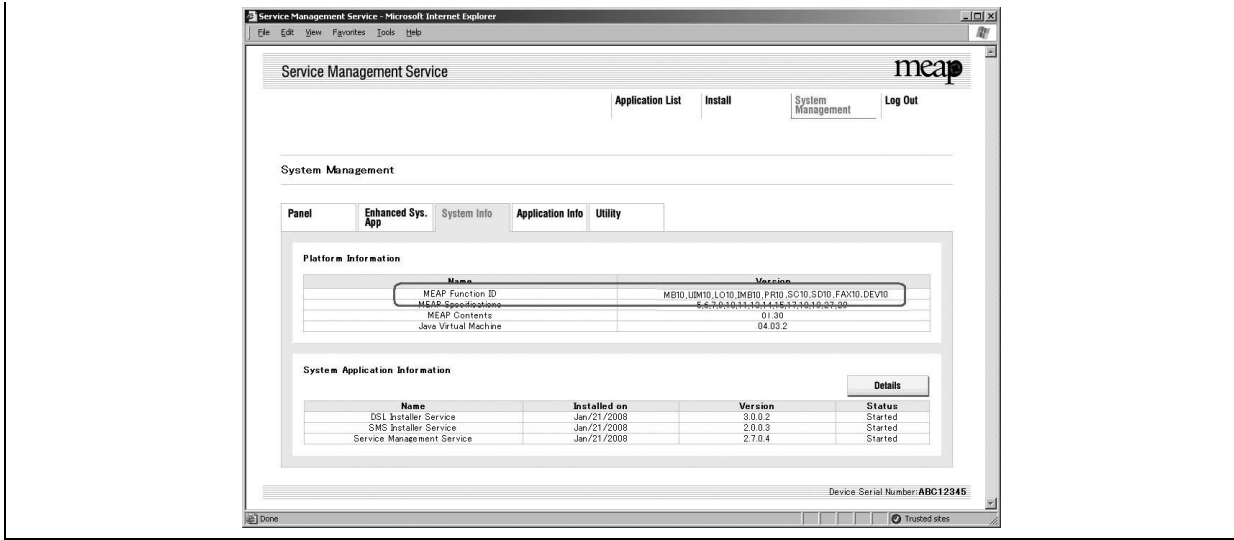 Service Management Service - Microsoft Internet Explorer
File Edit View Favorites Tools Help
Service Management Service
meap
Application List Install System Management Log Out
System Management
Panel Enhanced Sys. App System Info Application Info Utility
Platform Information
Name Version
MEAP Function ID MB10,UIM10,LO10,IMB10,PR10,SC10,SD10,FAX10.DEV10
MEAP Specifications
MEAP Contents 01.30
Java Virtual Machine 04.03.2
System Application Information
Details
Name Installed on Version Status
DSL Installer Service Jan/21/2008 3.0.0.2 Started
SMS Installer Service Jan/21/2008 2.0.0.3 Started
Service Management Service Jan/21/2008 2.7.0.4 Started
Device Serial Number:ABC12345
Done Trusted sites